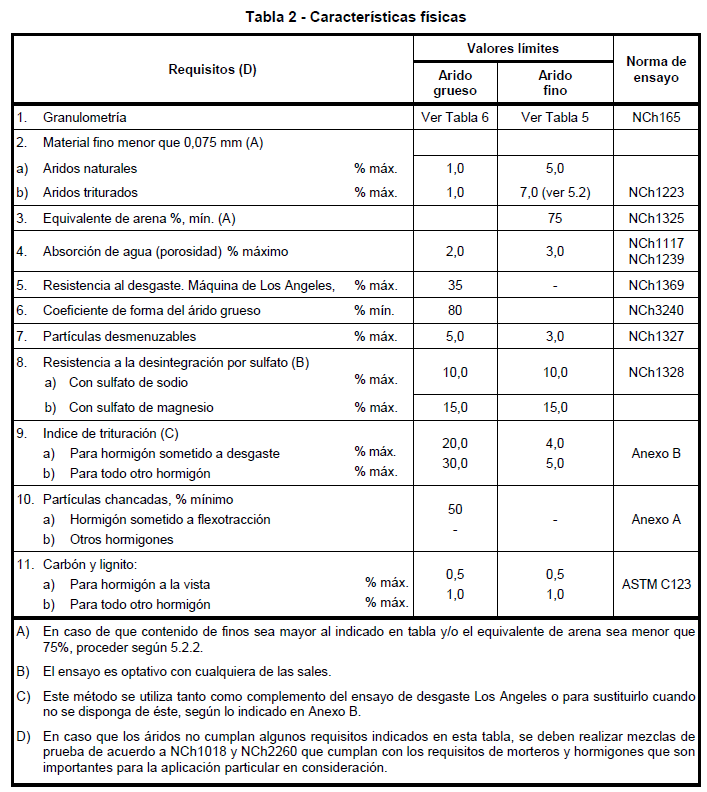 Tabla 2 - Características físicas
Requisitos (D)
Valores límites
Norma de ensayo
Arido grueso
Arido fino
1. Granulometría Ver Tabla 6 Ver Tabla 5 NCh165
2. Material fino menor que 0,075 mm (A)
a) Aridos naturales % máx. 1,0 5,0
b) Aridos triturados % máx. 1,0 7,0 (ver 5.2) NCh1223
3. Equivalente de arena %, mín. (A) 75 NCh1325
4. Absorción de agua (porosidad) % máximo 2,0 3,0 NCh1117 NCh1239
5. Resistencia al desgaste. Máquina de Los Angeles, % máx. 35 - NCh1369
6. Coeficiente de forma del árido grueso % mín. 80 NCh3240
7. Partículas desmenuzables % máx. 5,0 3,0 NCh1327
8. Resistencia a la desintegración por sulfato (B)
a) Con sulfato de sodio % máx. 10,0 10,0 NCh1328
b) Con sulfato de magnesio % máx. 15,0 15,0
9. Indice de trituración (C)
a) Para hormigón sometido a desgaste % máx. 20,0 4,0 Anexo B
b) Para todo otro hormigón % máx. 30,0 5,0
10. Partículas chancadas, % mínimo
a) Hormigón sometido a flexotracción 50 - Anexo A
b) Otros hormigones -
11. Carbón y lignito:
a) Para hormigón a la vista % máx. 0,5 0,5 ASTM C123
b) Para todo otro hormigón % máx. 1,0 1,0
A) En caso de que contenido de finos sea mayor al indicado en tabla y/o el equivalente de arena sea menor que
75%, proceder según 5.2.2.
B) El ensayo es optativo con cualquiera de las sales.
C) Este método se utiliza tanto como complemento del ensayo de desgaste Los Angeles o para sustituirlo cuando
no se disponga de éste, según lo indicado en Anexo B.
D) En caso que los áridos no cumplan algunos requisitos indicados en esta tabla, se deben realizar mezclas de
prueba de acuerdo a NCh1018 y NCh2260 que cumplan con los requisitos de morteros y hormigones que son
importantes para la aplicación particular en consideración.